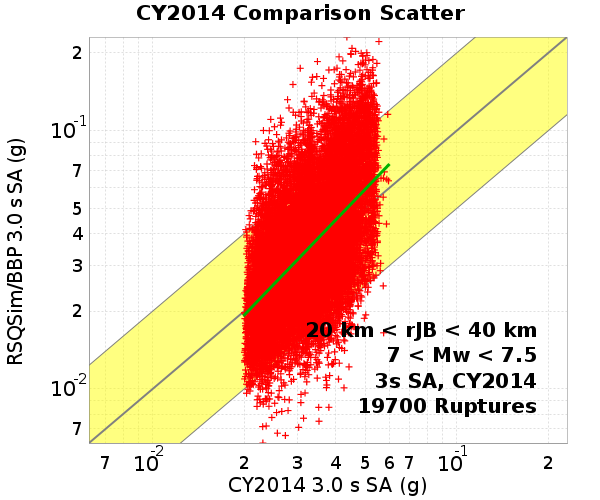 CY2014 Comparison Scatter
RSQSim/BBP 3.0 s SA (g)
2
10-1
7
5
4
3
2
10-2
7
20 km < rJB < 40 km
7 < Mw < 7.5
3s SA, CY2014
19700 Ruptures
7 10-2 2 3 4 5 6 7 10-1 2
CY2014 3.0 s SA (g)